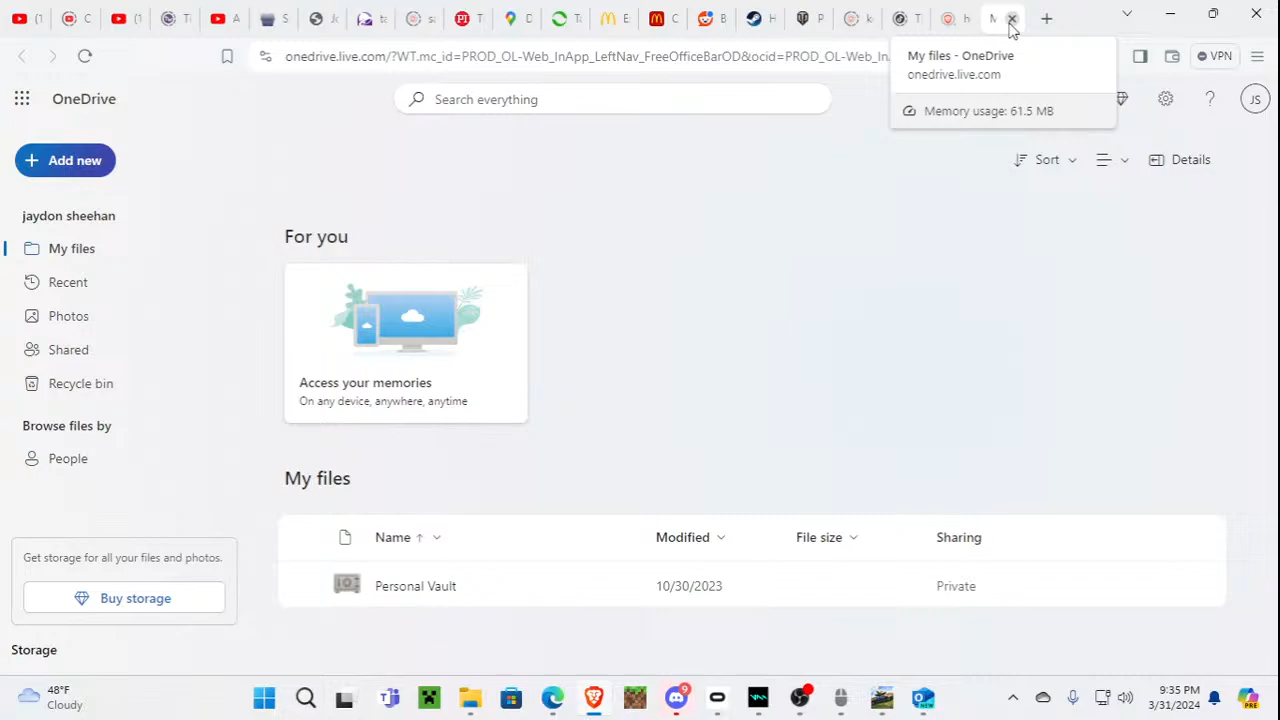 onedrive.live.com/?WT.mc_id=PROD_OL-Web_InApp_LeftNav_FreeOfficeBarOD&ocid=PROD_OL-Web_In
VPN
My files - OneDrive
onedrive.live.com
Memory usage: 61.5 MB
OneDrive
Search everything
JS
Add new
Sort
Details
jaydon sheehan
My files
Recent
Photos
Shared
Recycle bin
Browse files by
People
Get storage for all your files and photos.
Buy storage
Storage
For you
Access your memories
On any device, anywhere, anytime
My files
Name ↑
Modified
File size
Sharing
Personal Vault
10/30/2023
Private
48°F
Cloudy
9
9:35 PM
3/31/2024